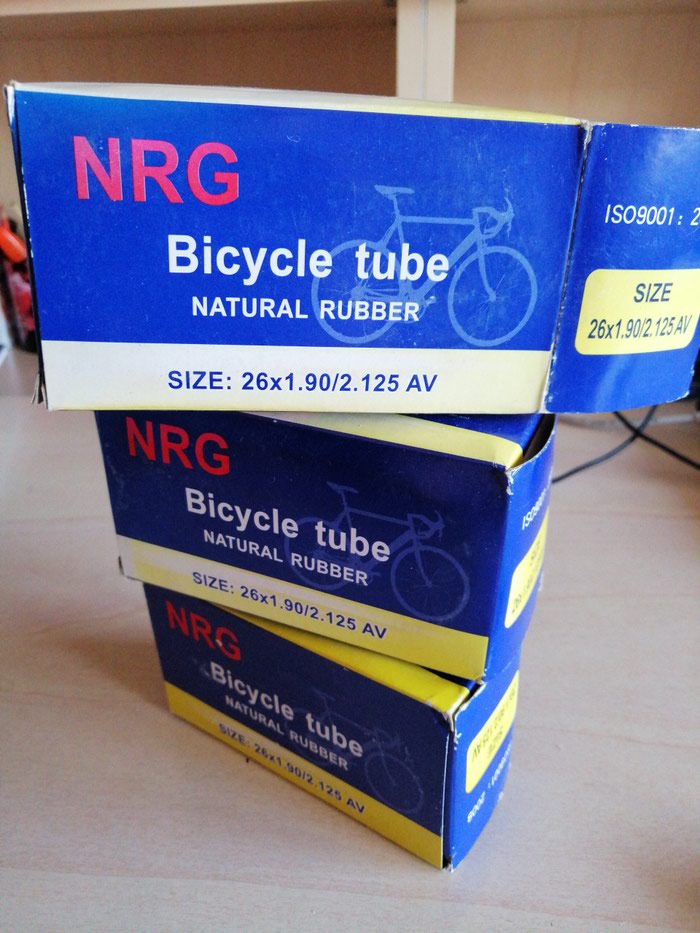 NRG
Bicycle tube
NATURAL RUBBER
SIZE: 26x1.90/2.125 AV
ISO9001: 2
SIZE
26x1.90/2.125 AV
NRG
Bicycle tube
NATURAL RUBBER
SIZE: 26x1.90/2.125 AV
NRG
Bicycle tube
NATURAL RUBBER
SIZE: 26x1.90/2.125 AV